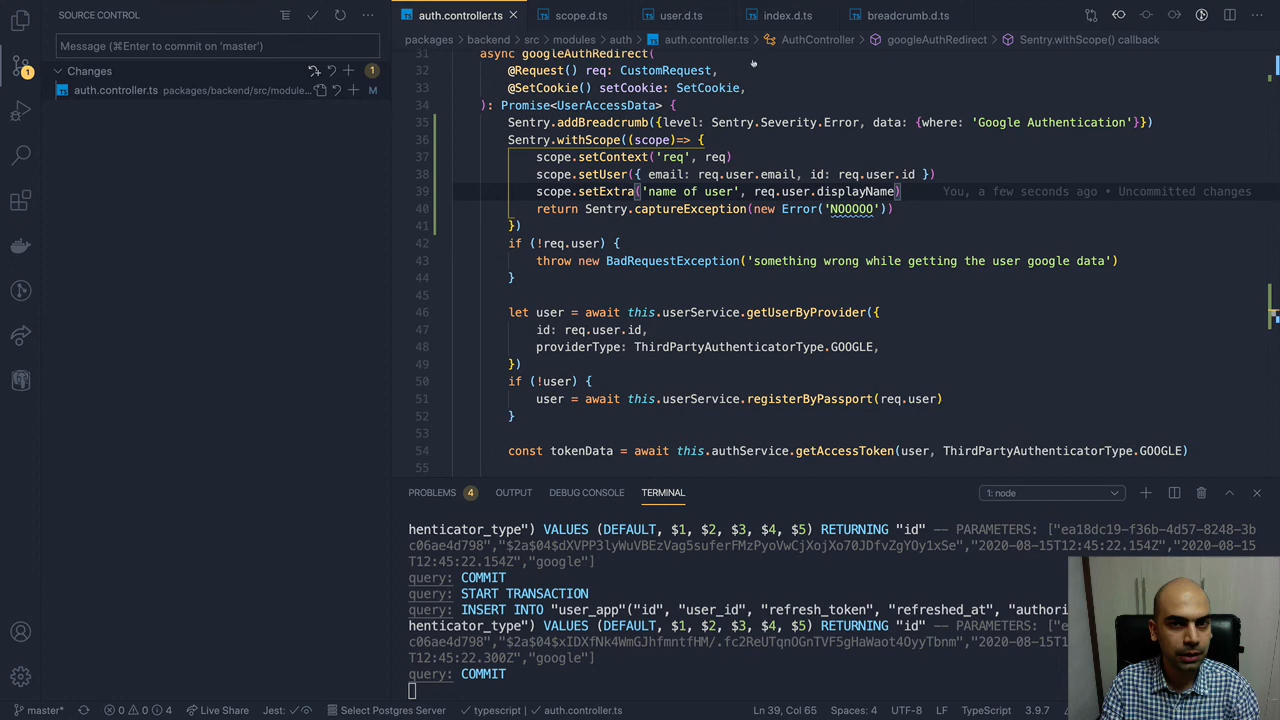 SOURCE CONTROL
auth.controller.ts
scope.d.ts
user.d.ts
index.d.ts
breadcrumb.d.ts
Message (⌘Enter to commit on 'master')
packages > backend > src > modules > auth > auth.controller.ts > AuthController > googleAuthRedirect > Sentry.withScope() callback
Changes 1
auth.controller.ts packages/backend/src/module... M
1
31 async googleAuthRedirect(
32 @Request() req: CustomRequest,
33 @SetCookie() setCookie: SetCookie,
34 ): Promise<UserAccessData> {
35 Sentry.addBreadcrumb({level: Sentry.Severity.Error, data: {where: 'Google Authentication'}})
36 Sentry.withScope((scope)=> {
37 scope.setContext('req', req)
38 scope.setUser({ email: req.user.email, id: req.user.id })
39 scope.setExtra('name of user', req.user.displayName) You, a few seconds ago • Uncommitted changes
40 return Sentry.captureException(new Error('NOOOOO'))
41 })
42 if (!req.user) {
43 throw new BadRequestException('something wrong while getting the user google data')
44 }
45
46 let user = await this.userService.getUserByProvider({
47 id: req.user.id,
48 providerType: ThirdPartyAuthenticatorType.GOOGLE,
49 })
50 if (!user) {
51 user = await this.userService.registerByPassport(req.user)
52 }
53
54 const tokenData = await this.authService.getAccessToken(user, ThirdPartyAuthenticatorType.GOOGLE)
55
PROBLEMS 4 OUTPUT DEBUG CONSOLE TERMINAL 1: node
henticator_type") VALUES (DEFAULT, $1, $2, $3, $4, $5) RETURNING "id" -- PARAMETERS: ["ea18dc19-f36b-4d57-8248-3b
c06ae4d798","$2a$04$dXVPP3lyWuVBEzVag5suferFMzPyoVwCjXojXo70JDfvZgYOy1xSe","2020-08-15T12:45:22.154Z","2020-08-15
T12:45:22.154Z","google"]
query: COMMIT
query: START TRANSACTION
query: INSERT INTO "user_app"("id", "user_id", "refresh_token", "refreshed_at", "authori
henticator_type") VALUES (DEFAULT, $1, $2, $3, $4, $5) RETURNING "id" -- PARAMETERS: ["e
c06ae4d798","$2a$04$xIDXfNk4WmGJhfmntfHM/.fc2ReUTqnOGnTVF5gHaWaot4OyyTbnm","2020-08-15T1
T12:45:22.300Z","google"]
query: COMMIT
master* 0 0 4 Live Share Jest: Select Postgres Server typescript | auth.controller.ts Ln 39, Col 65 Spaces: 4 UTF-8 LF TypeScript 3.9.7